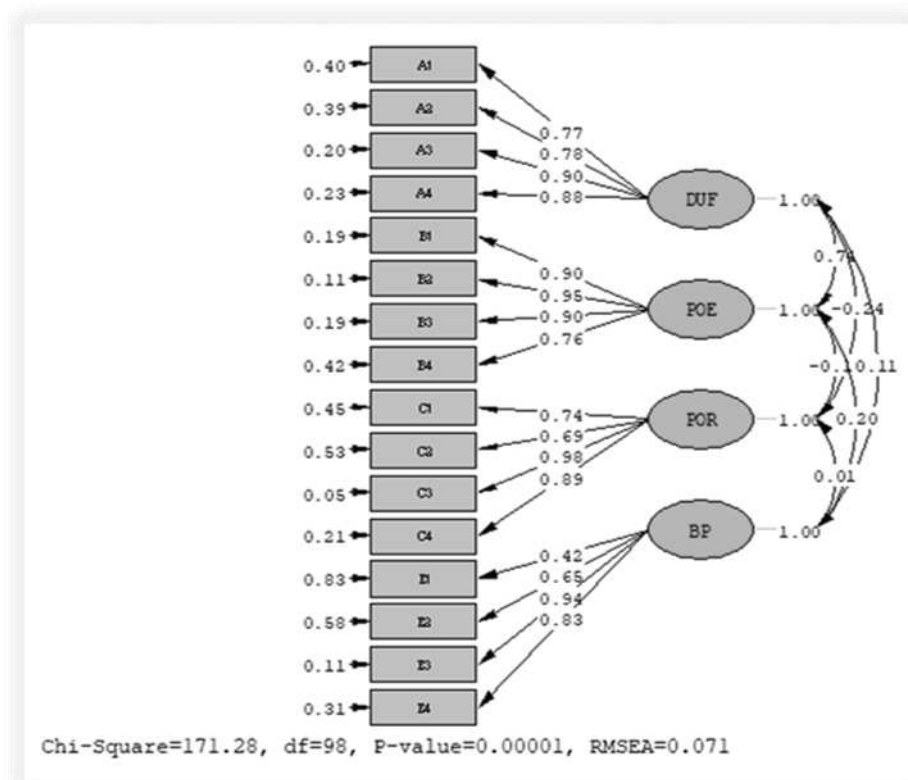 0.40 A1
0.77
0.39 A2
0.78
0.20 A3
0.90
0.23 A4 0.88 DUF 1.00
0.19 B1
0.74
0.11 B2 0.90
0.95 POE 1.00 -0.24
0.19 B3 0.90
0.76
0.42 B4 0.11
0.45 C1 0.74
0.69 POR 1.00 0.20
0.53 C2
0.98
0.05 C3 0.89 0.01
0.21 C4 BP 1.00
0.42
0.83 E1 0.65
0.94
0.58 E2 0.83
0.11 E3
0.31 E4
Chi-Square=171.28, df=98, P-value=0.00001, RMSEA=0.071